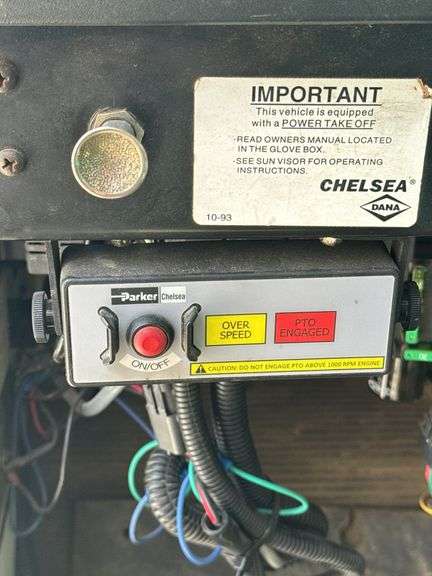 IMPORTANT
This vehicle is equipped
with a POWER TAKE OFF
-READ OWNERS MANUAL LOCATED
IN THE GLOVE BOX.
-SEE SUN VISOR FOR OPERATING
INSTRUCTIONS.
CHELSEA®
DANA
10-93
Parker Chelsea
ON/OFF
OVER
SPEED
PTO
ENGAGED
CAUTION: DO NOT ENGAGE PTO ABOVE 1000 RPM ENGINE